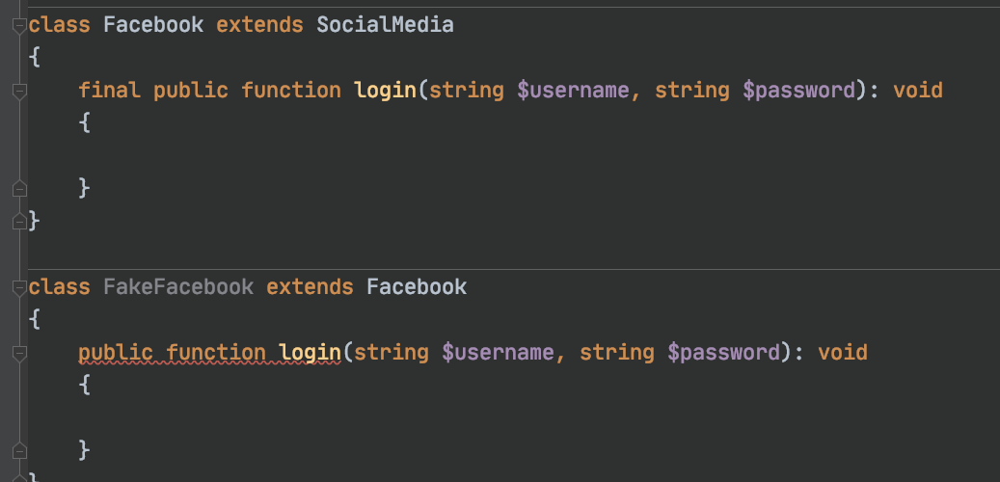 class Facebook extends SocialMedia
{
    final public function login(string $username, string $password): void
    {

    }
}

class FakeFacebook extends Facebook
{
    public function login(string $username, string $password): void
    {

    }
}